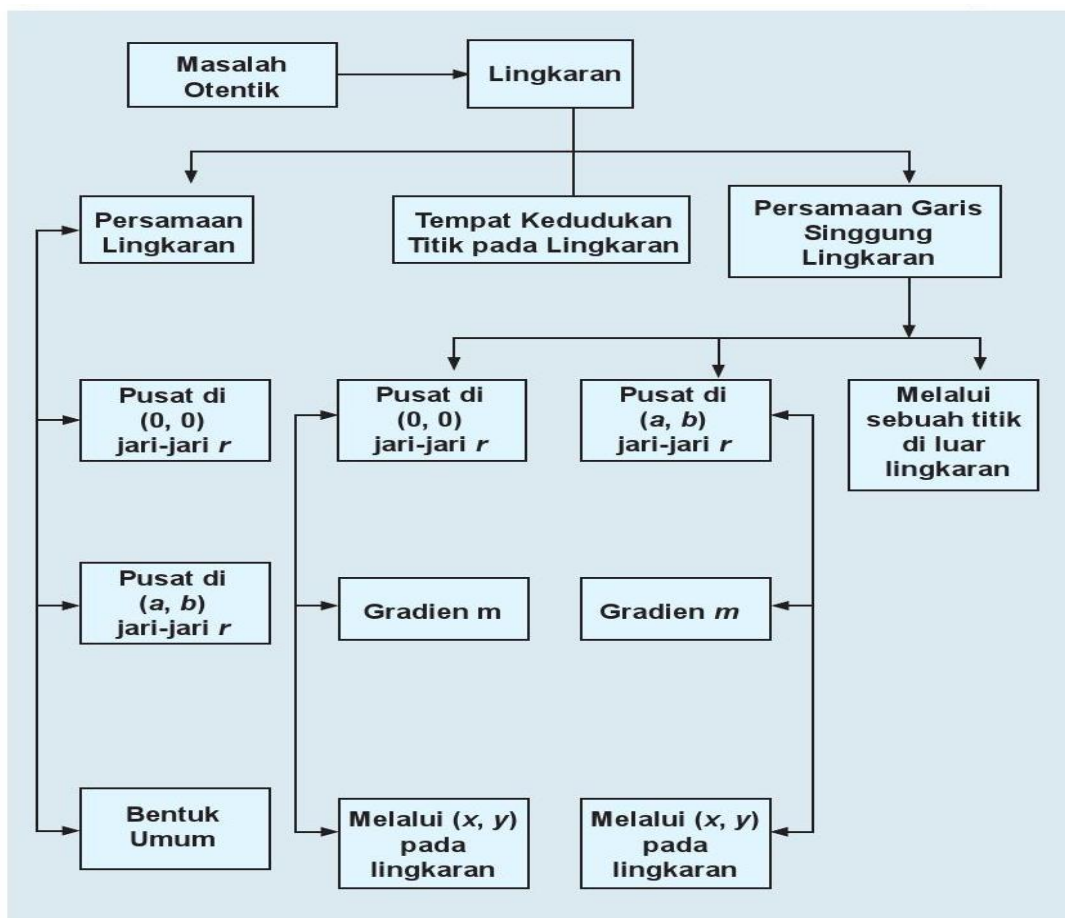 Masalah
Otentik
Lingkaran
Persamaan
Lingkaran
Tempat Kedudukan
Titik pada Lingkaran
Persamaan Garis
Singgung
Lingkaran
Pusat di
(0, 0)
jari-jari r
Pusat di
(0, 0)
jari-jari r
Pusat di
(a, b)
jari-jari r
Melalui
sebuah titik
di luar
lingkaran
Pusat di
(a, b)
jari-jari r
Gradien m
Gradien m
Bentuk
Umum
Melalui (x, y)
pada
lingkaran
Melalui (x, y)
pada
lingkaran